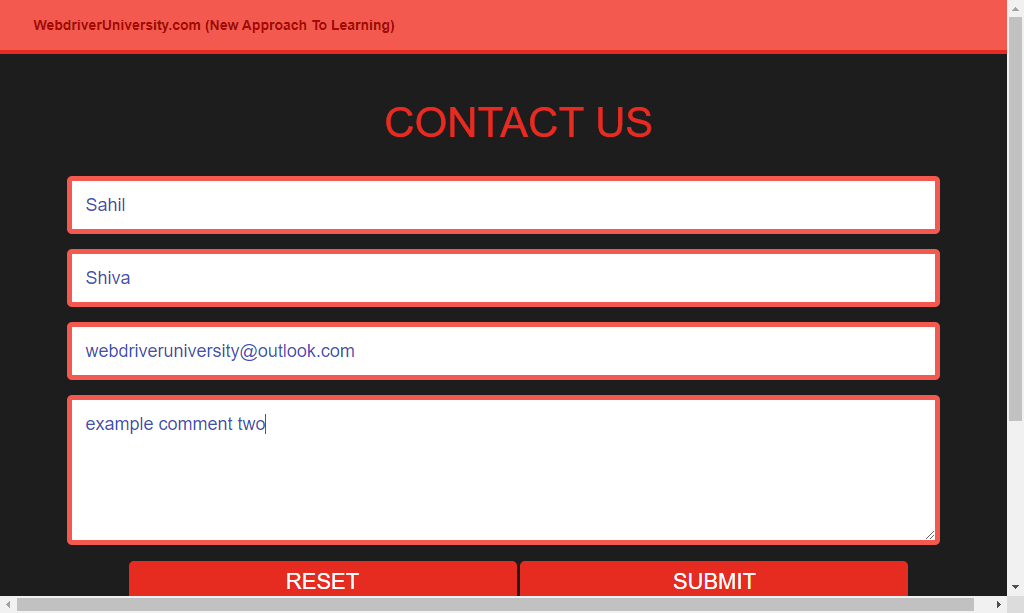 WebdriverUniversity.com (New Approach To Learning)
CONTACT US
Sahil
Shiva
webdriveruniversity@outlook.com
example comment two
RESET SUBMIT